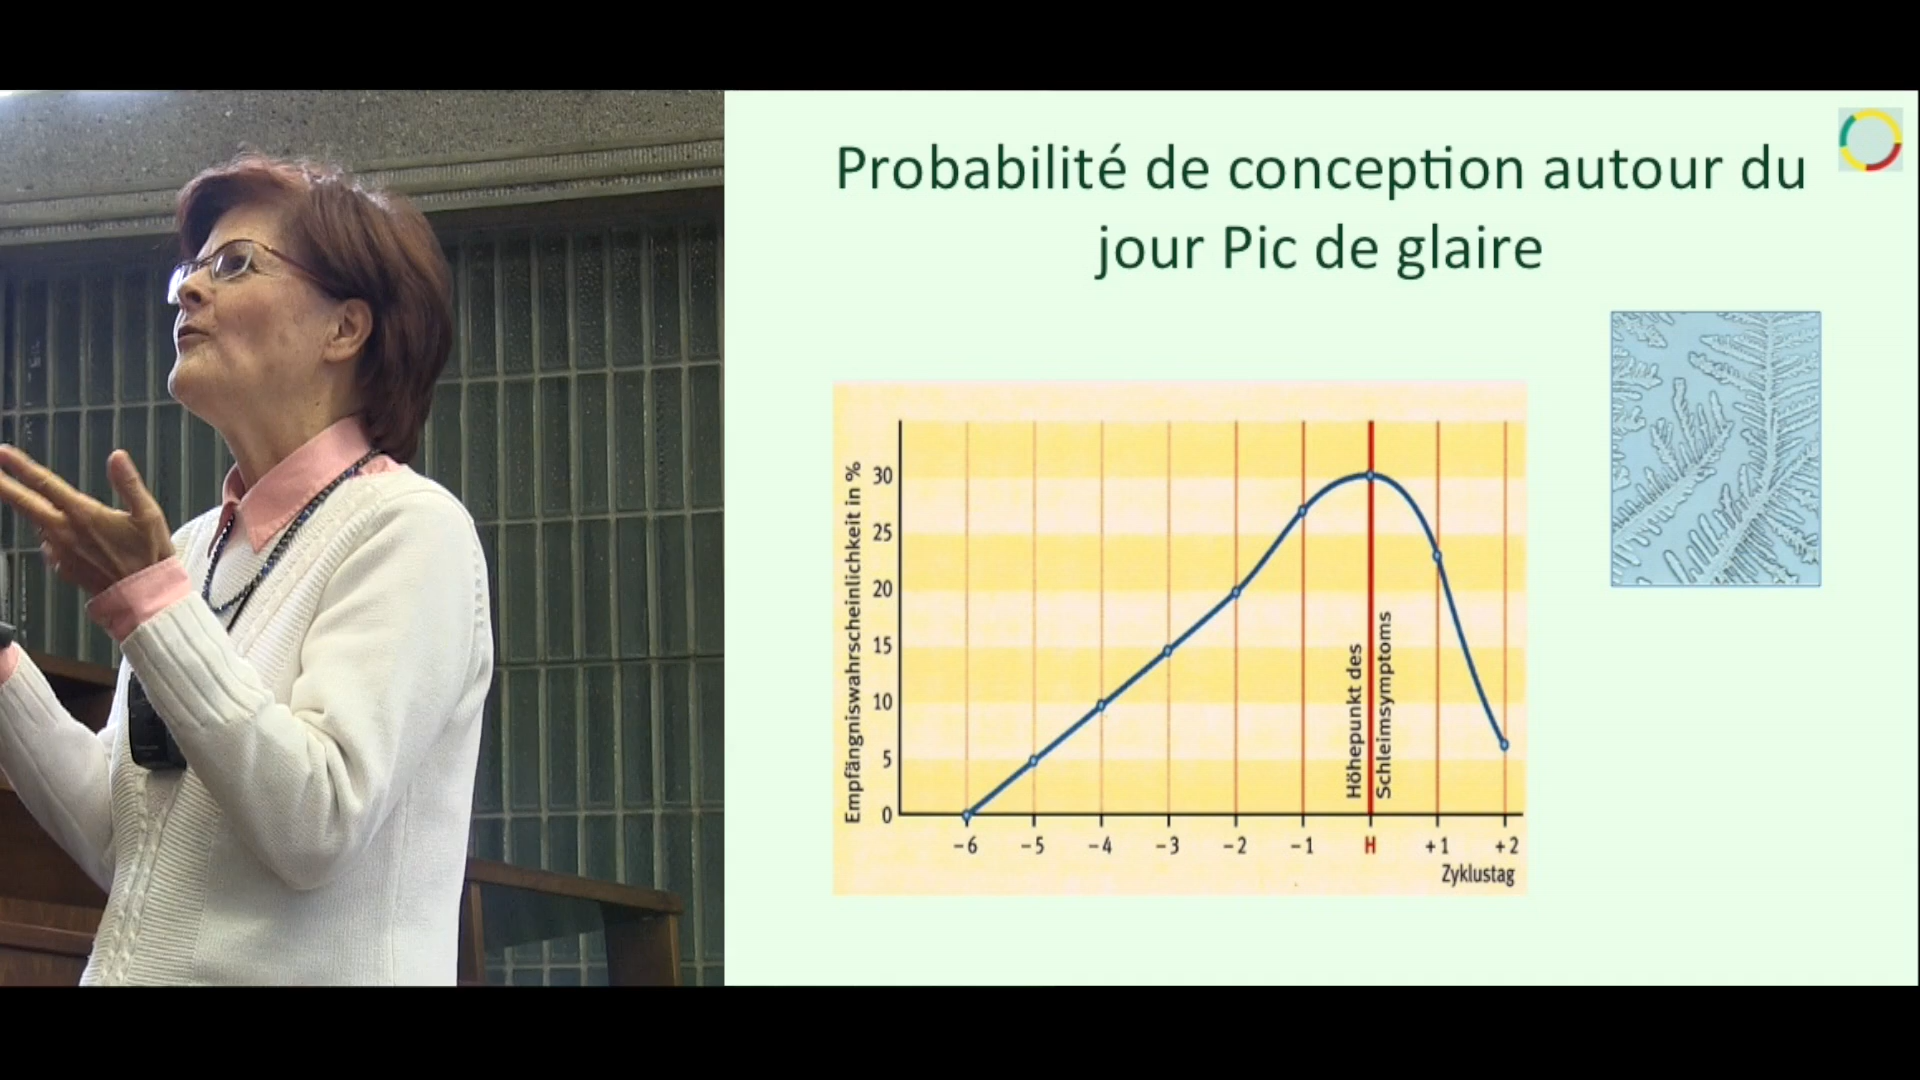 Probabilité de conception autour du
jour Pic de glaire
Empfängniswahrscheinlichkeit in %
30
25
20
15
10
5
0
Höhepunkt des
Schleimsymptoms
−6 −5 −4 −3 −2 −1 H +1 +2
Zyklustag